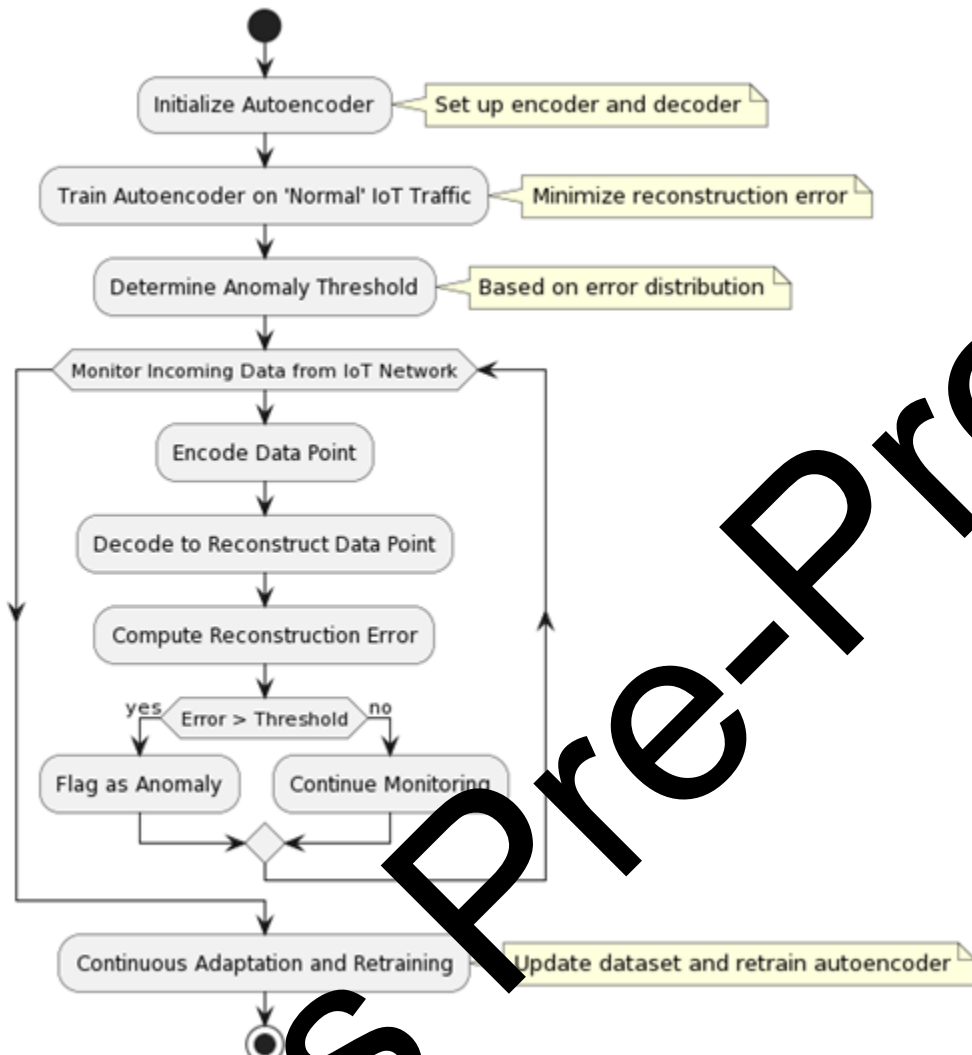 Initialize Autoencoder
Set up encoder and decoder
Train Autoencoder on 'Normal' IoT Traffic
Minimize reconstruction error
Determine Anomaly Threshold
Based on error distribution
Monitor Incoming Data from IoT Network
Encode Data Point
Decode to Reconstruct Data Point
Compute Reconstruction Error
yes
Error > Threshold
no
Flag as Anomaly
Continue Monitoring
Continuous Adaptation and Retraining
Update dataset and retrain autoencoder
s Pre-Pr